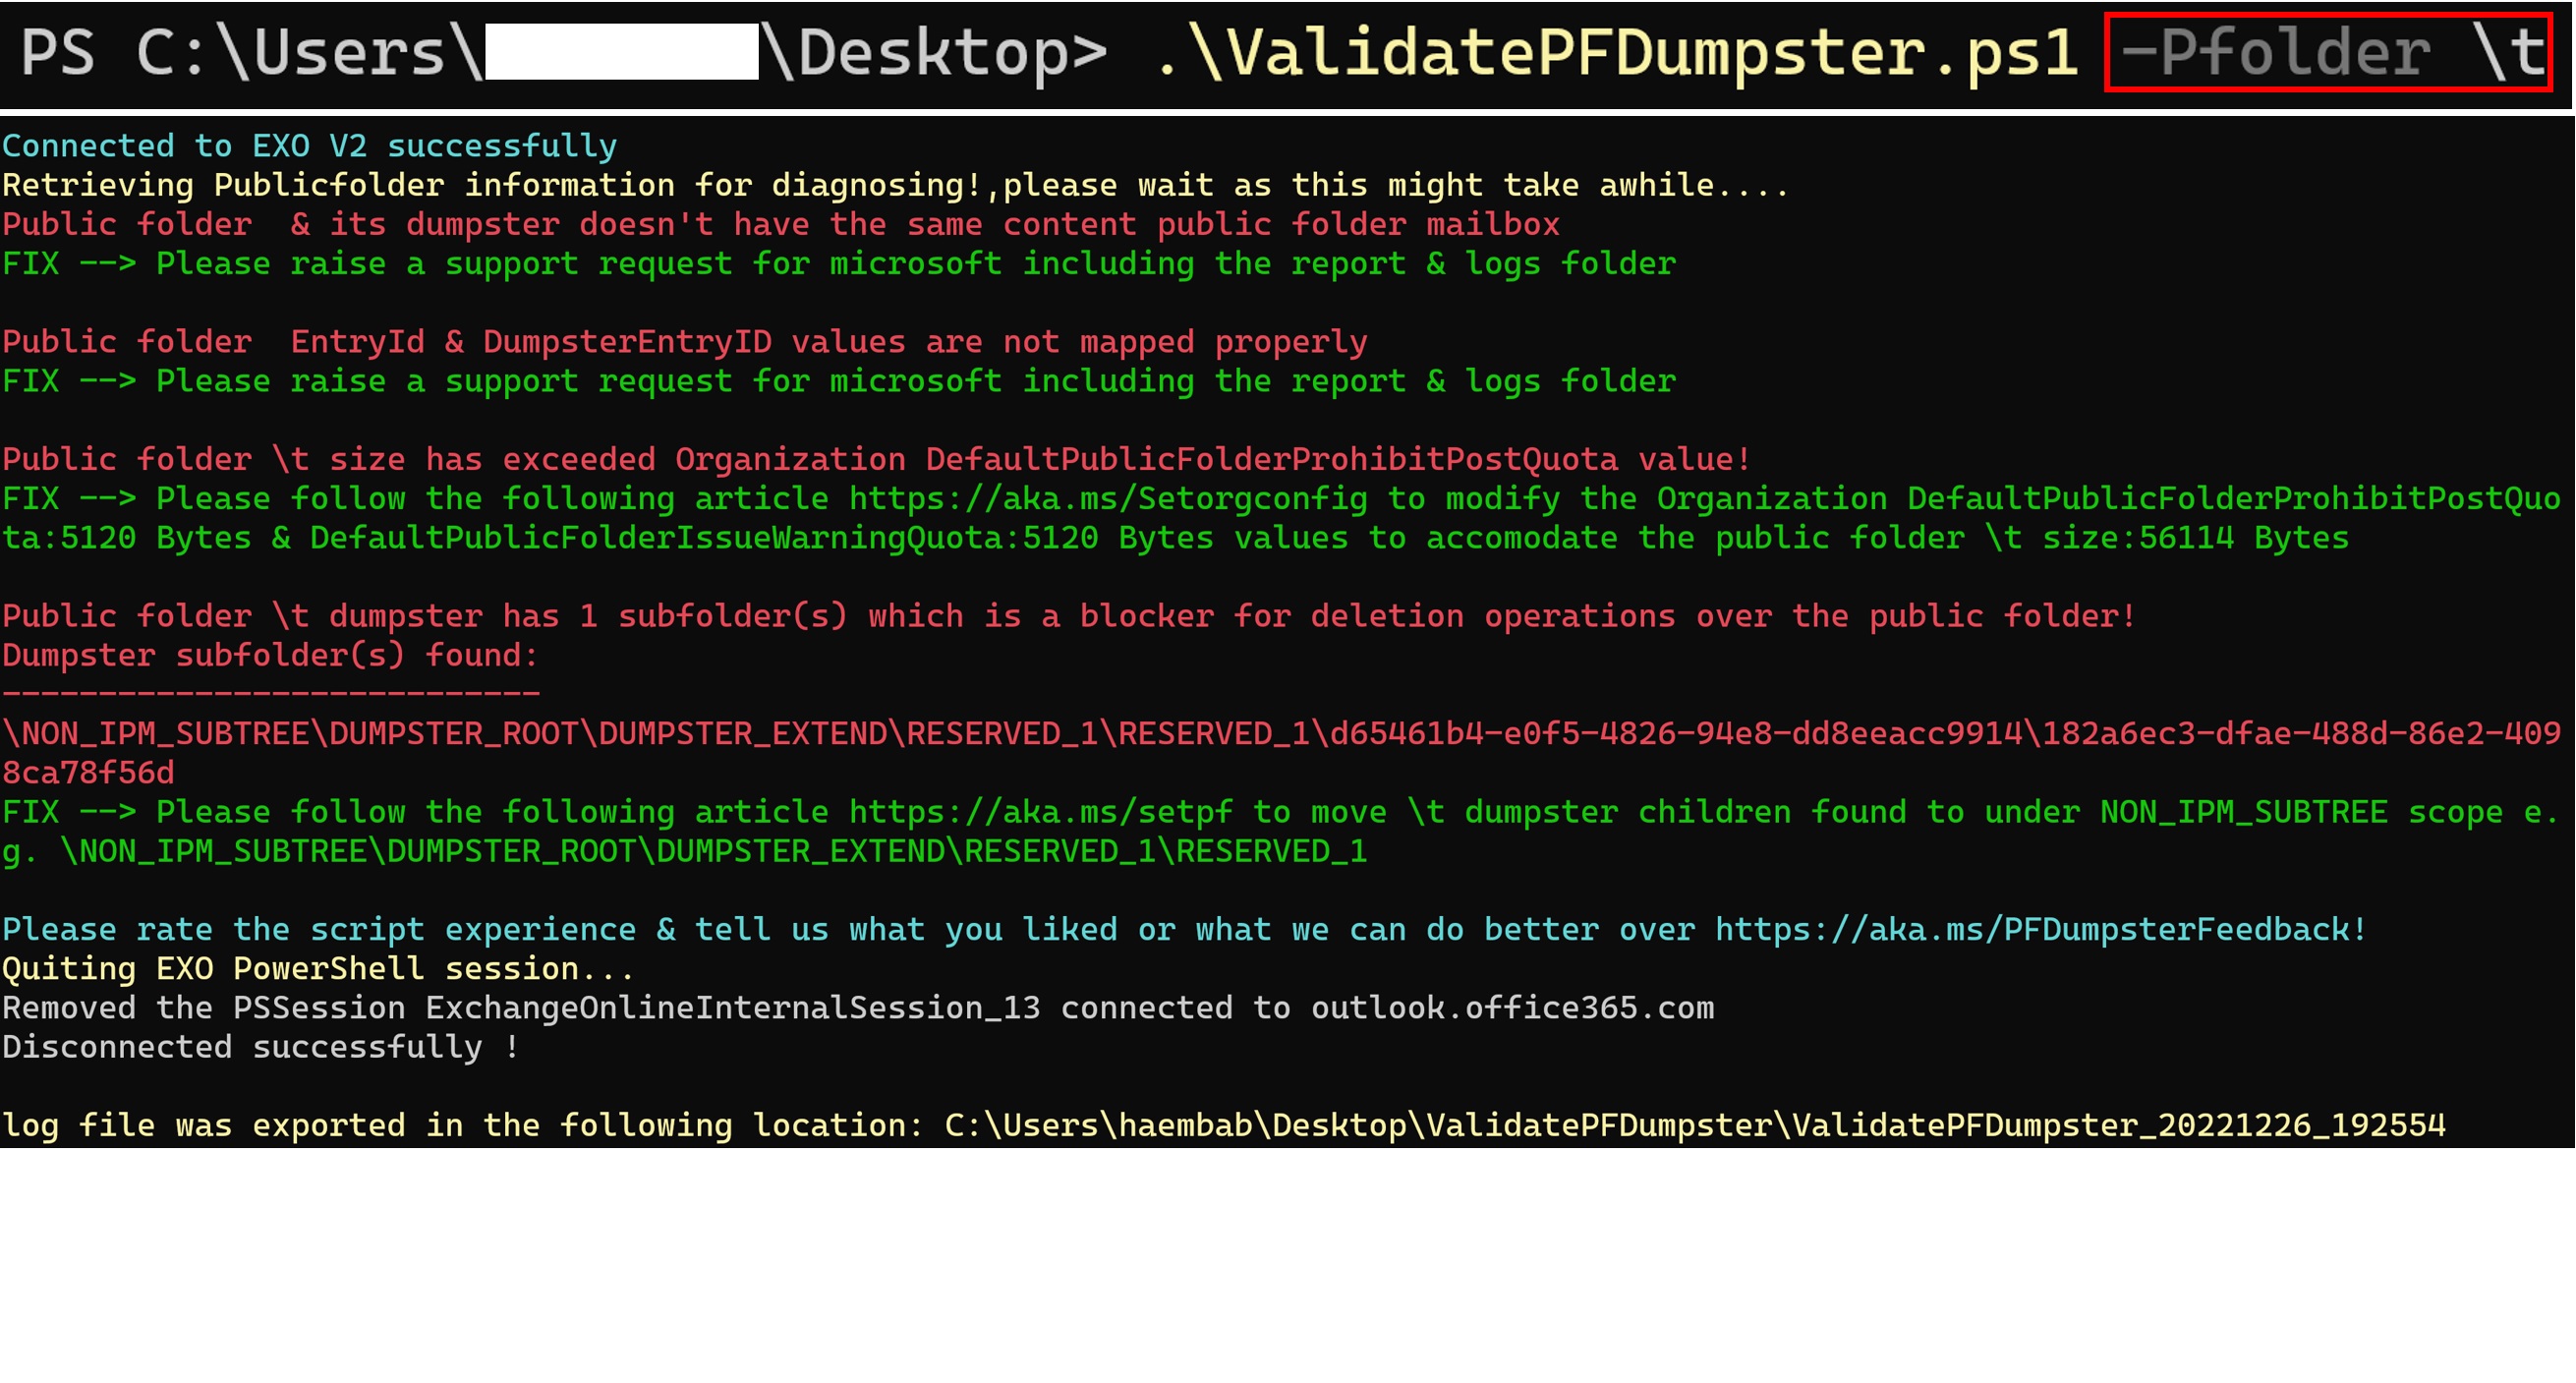 PS C:\Users\ \Desktop> .\ValidatePFDumpster.ps1 -Pfolder \t
Connected to EXO V2 successfully
Retrieving Publicfolder information for diagnosing!,please wait as this might take awhile....
Public folder  & its dumpster doesn't have the same content public folder mailbox
FIX --> Please raise a support request for microsoft including the report & logs folder
Public folder  EntryId & DumpsterEntryID values are not mapped properly
FIX --> Please raise a support request for microsoft including the report & logs folder
Public folder \t size has exceeded Organization DefaultPublicFolderProhibitPostQuota value!
FIX --> Please follow the following article https://aka.ms/Setorgconfig to modify the Organization DefaultPublicFolderProhibitPostQuo
ta:5120 Bytes & DefaultPublicFolderIssueWarningQuota:5120 Bytes values to accomodate the public folder \t size:56114 Bytes
Public folder \t dumpster has 1 subfolder(s) which is a blocker for deletion operations over the public folder!
Dumpster subfolder(s) found:
----------------------------
\NON_IPM_SUBTREE\DUMPSTER_ROOT\DUMPSTER_EXTEND\RESERVED_1\RESERVED_1\d65461b4-e0f5-4826-94e8-dd8eeacc9914\182a6ec3-dfae-488d-86e2-409
8ca78f56d
FIX --> Please follow the following article https://aka.ms/setpf to move \t dumpster children found to under NON_IPM_SUBTREE scope e.
g. \NON_IPM_SUBTREE\DUMPSTER_ROOT\DUMPSTER_EXTEND\RESERVED_1\RESERVED_1
Please rate the script experience & tell us what you liked or what we can do better over https://aka.ms/PFDumpsterFeedback!
Quiting EXO PowerShell session...
Removed the PSSession ExchangeOnlineInternalSession_13 connected to outlook.office365.com
Disconnected successfully !
log file was exported in the following location: C:\Users\haembab\Desktop\ValidatePFDumpster\ValidatePFDumpster_20221226_192554